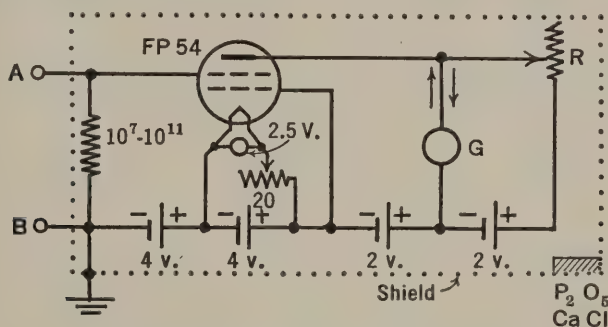 FP 54
A
R
10⁷-10¹¹
2.5 V.
G
20
B
- + - + - + - +
4 v. 4 v. 2 v. 2 v.
Shield
P₂ O₅
Ca Cl